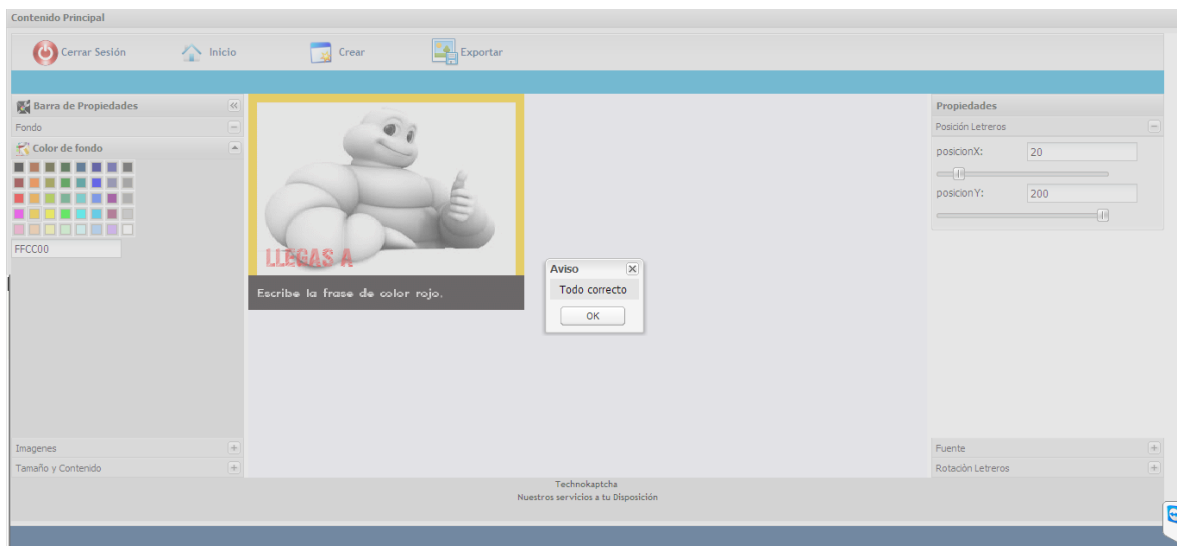 Contenido Principal
Cerrar Sesión Inicio Crear Exportar
Barra de Propiedades
Fondo
Color de fondo
FFCC00
Imagenes
Tamaño y Contenido
LLEGAS A
Escribe la frase de color rojo.
Aviso
Todo correcto
OK
Propiedades
Posición Letreros
posicionX: 20
posicionY: 200
Fuente
Rotación Letreros
Technokaptcha
Nuestros servicios a tu Disposición